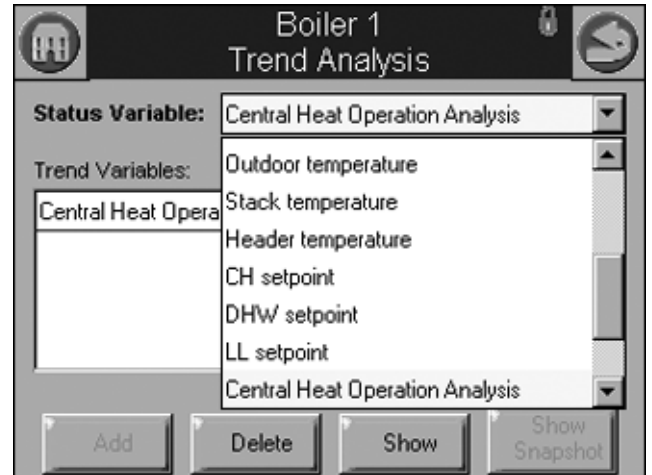 Boiler 1
Trend Analysis
Status Variable: Central Heat Operation Analysis
Trend Variables:
Central Heat Opera
Outdoor temperature
Stack temperature
Header temperature
CH setpoint
DHW setpoint
LL setpoint
Central Heat Operation Analysis
Add
Delete
Show
Show
Snapshot